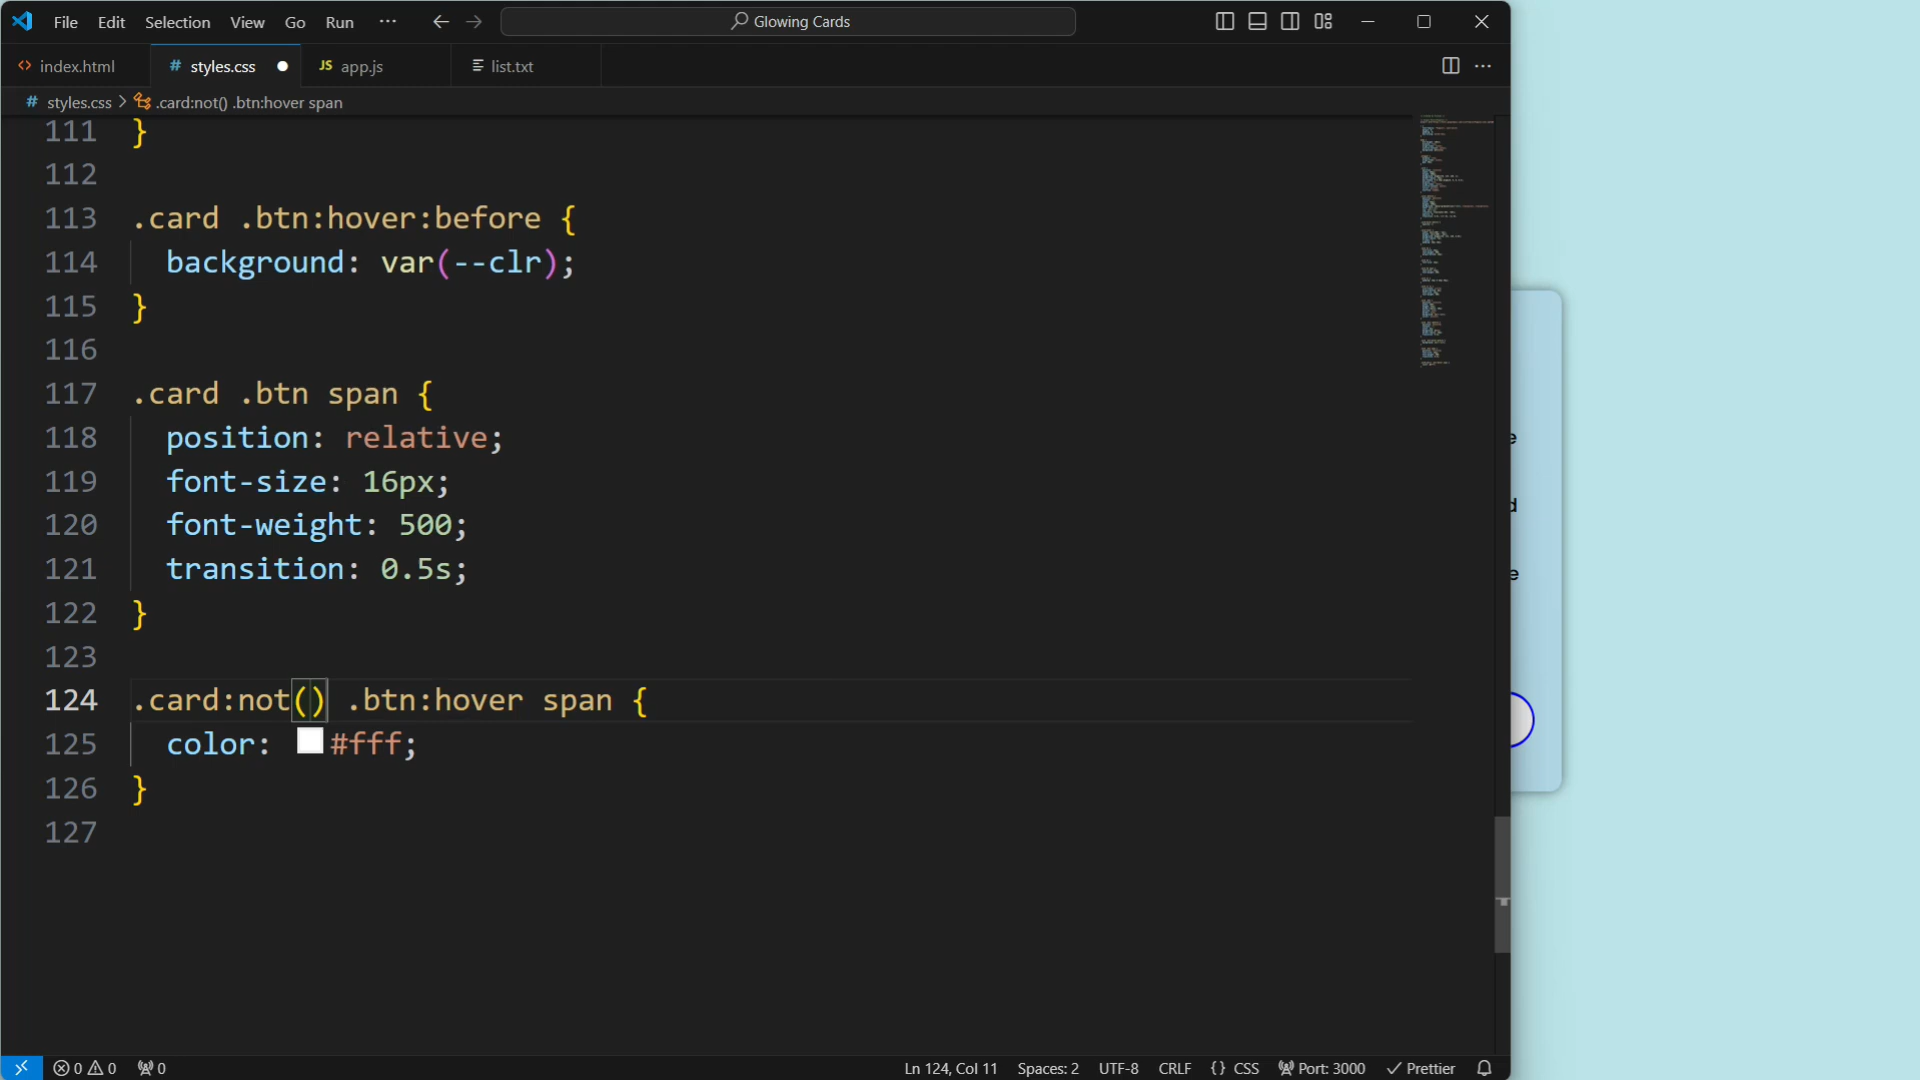 File Edit Selection View Go Run ··· Glowing Cards
index.html # styles.css JS app.js list.txt
# styles.css > .card:not() .btn:hover span
111 }
112
113 .card .btn:hover:before {
114 background: var(--clr);
115 }
116
117 .card .btn span {
118 position: relative;
119 font-size: 16px;
120 font-weight: 500;
121 transition: 0.5s;
122 }
123
124 .card:not() .btn:hover span {
125 color: #fff;
126 }
127
e
d
e
0 0 0 Ln 124, Col 11 Spaces: 2 UTF-8 CRLF {} CSS Port: 3000 Prettier